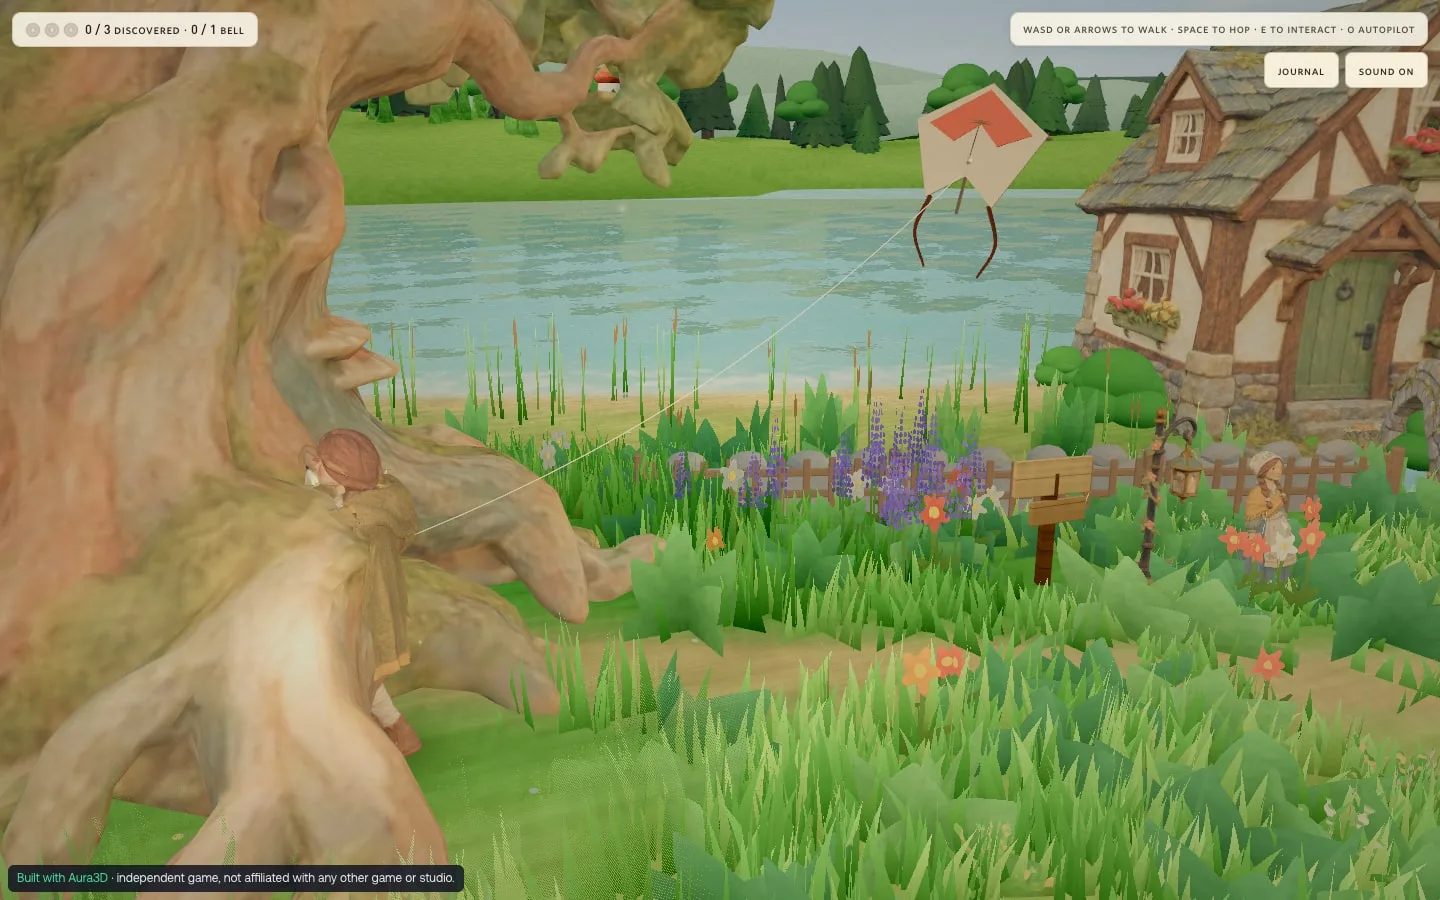 0 / 3 DISCOVERED · 0 / 1 BELL
WASD OR ARROWS TO WALK · SPACE TO HOP · E TO INTERACT · O AUTOPILOT
JOURNAL
SOUND ON
Built with Aura3D · independent game, not affiliated with any other game or studio.